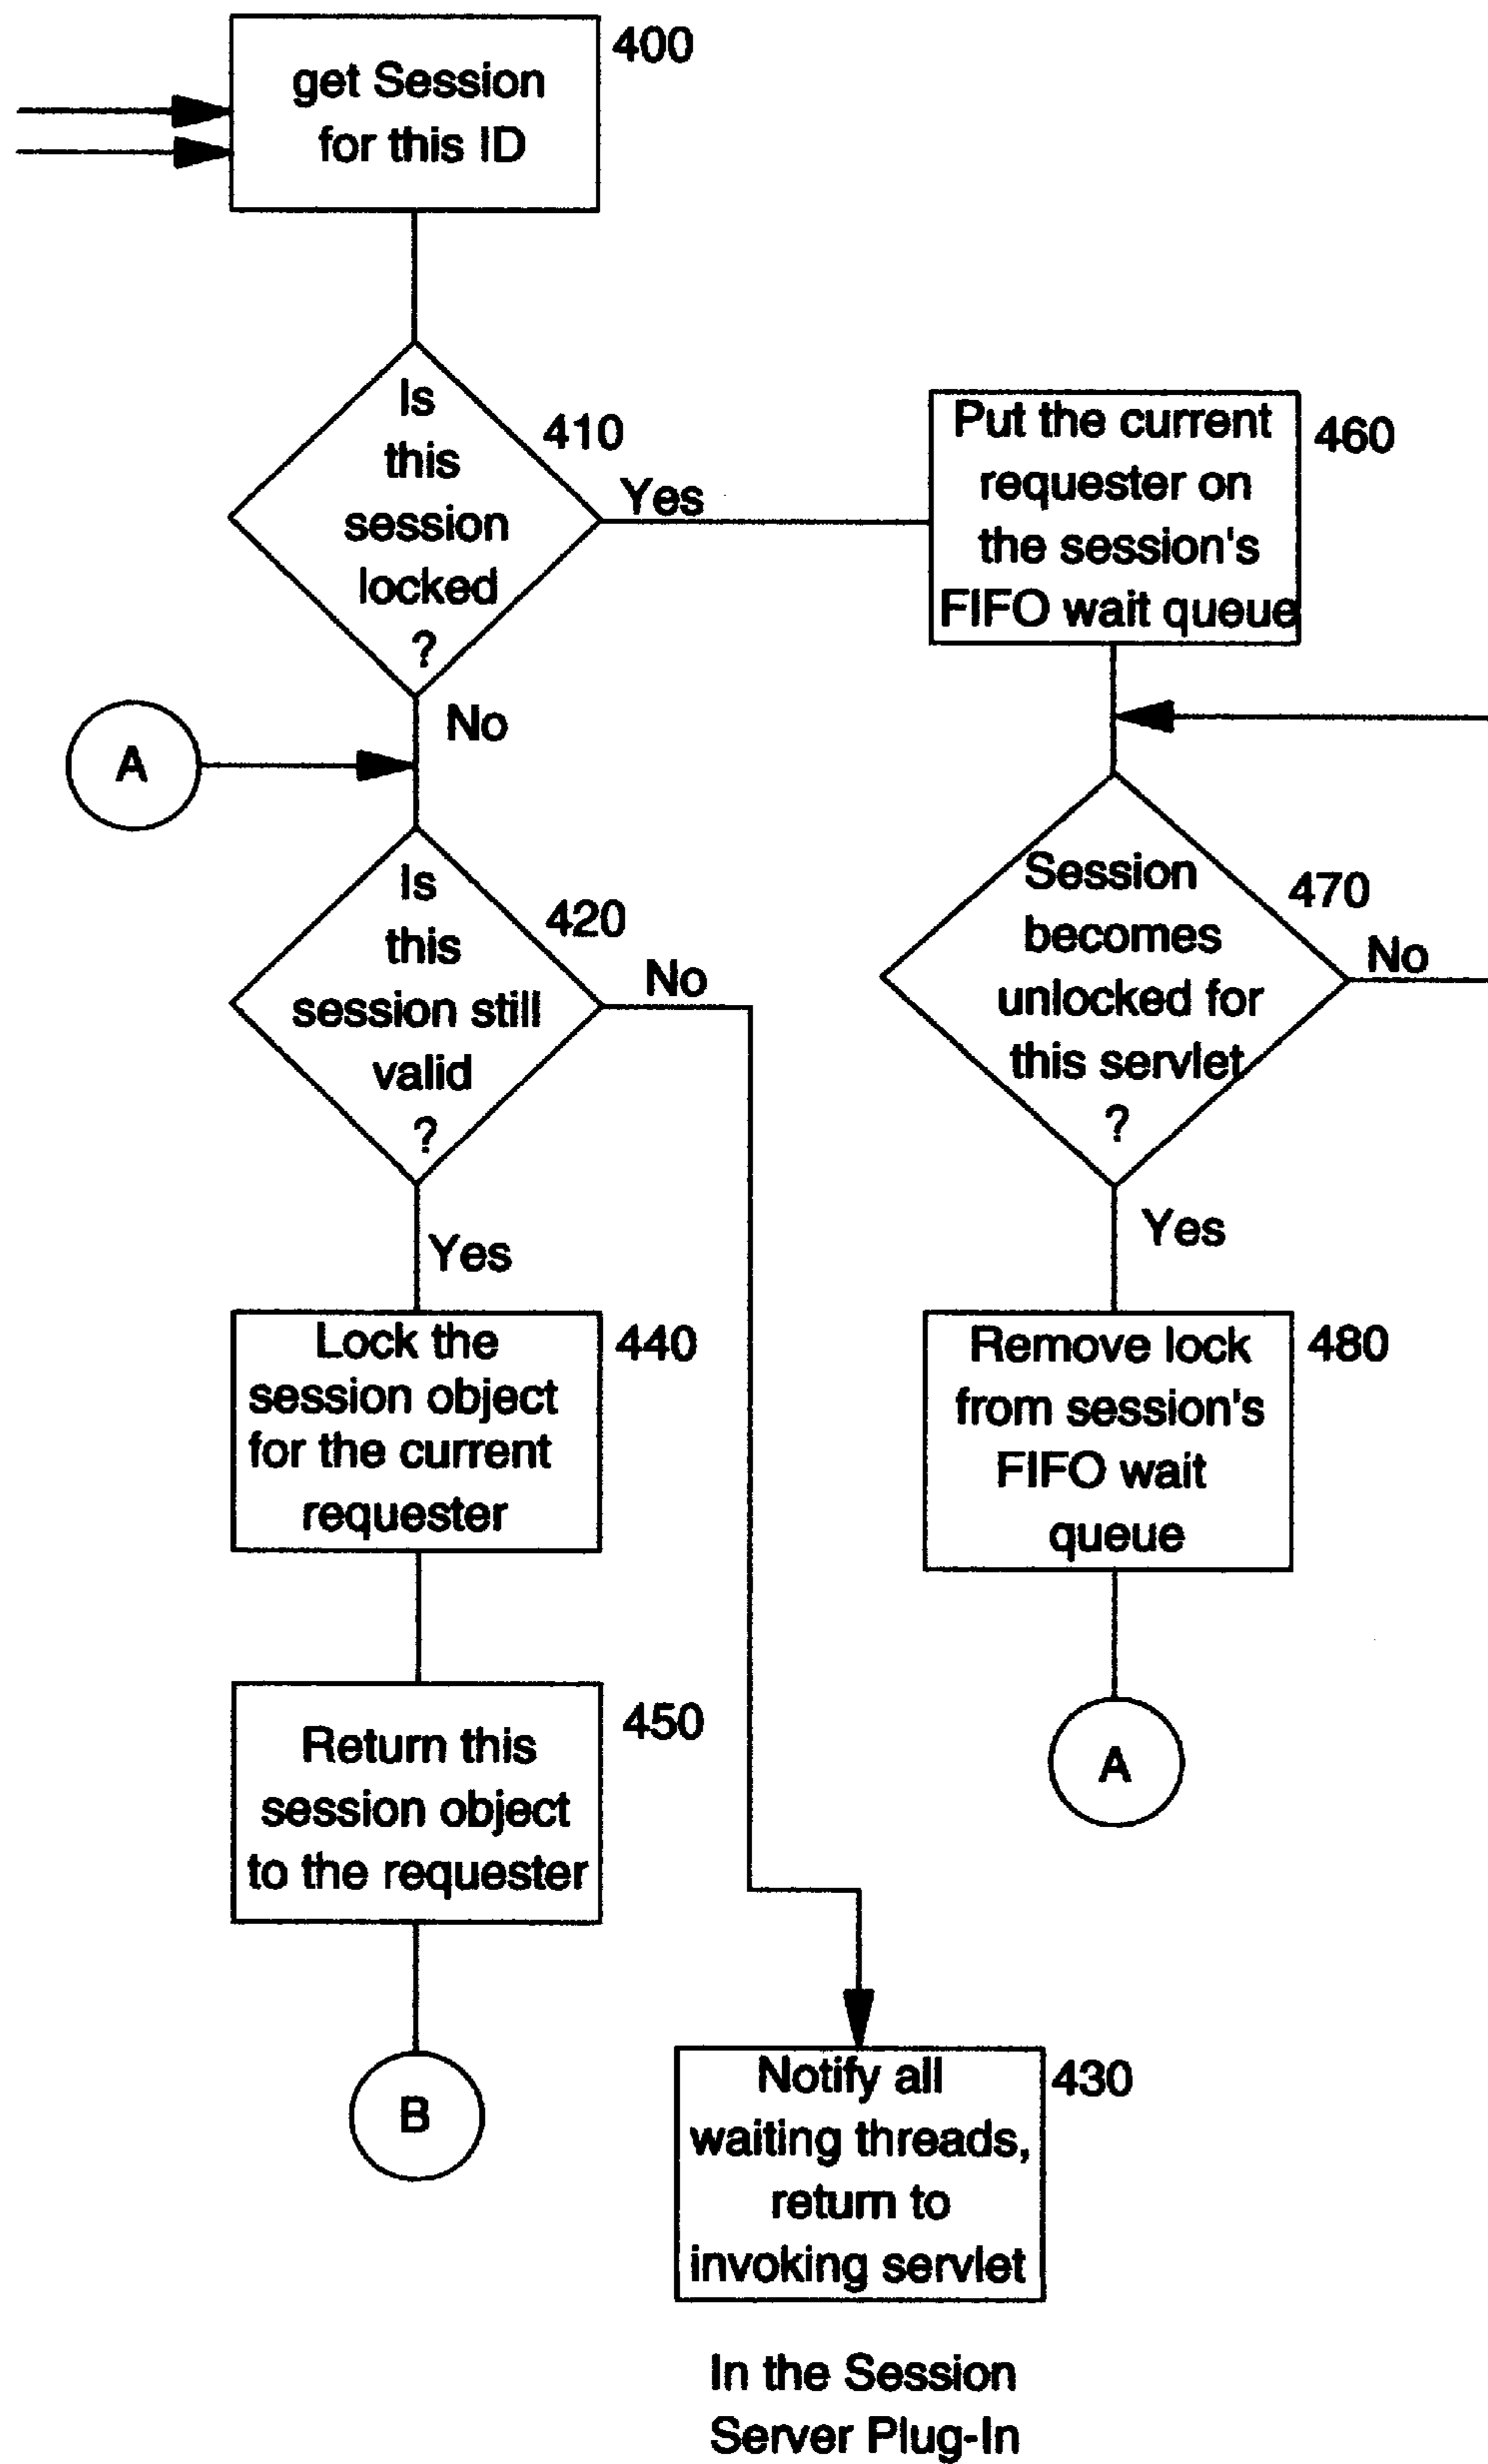 get Session
for this ID
400
Is
this
session
locked
?
410
Yes
No
Put the current
requester on
the session's
FIFO wait queue
460
A
Is
this
session still
valid
?
420
No
Yes
Session
becomes
unlocked for
this servlet
?
470
No
Yes
Lock the
session object
for the current
requester
440
Remove lock
from session's
FIFO wait
queue
480
Return this
session object
to the requester
450
A
B
Notify all
waiting threads,
return to
invoking servlet
430
In the Session
Server Plug-In